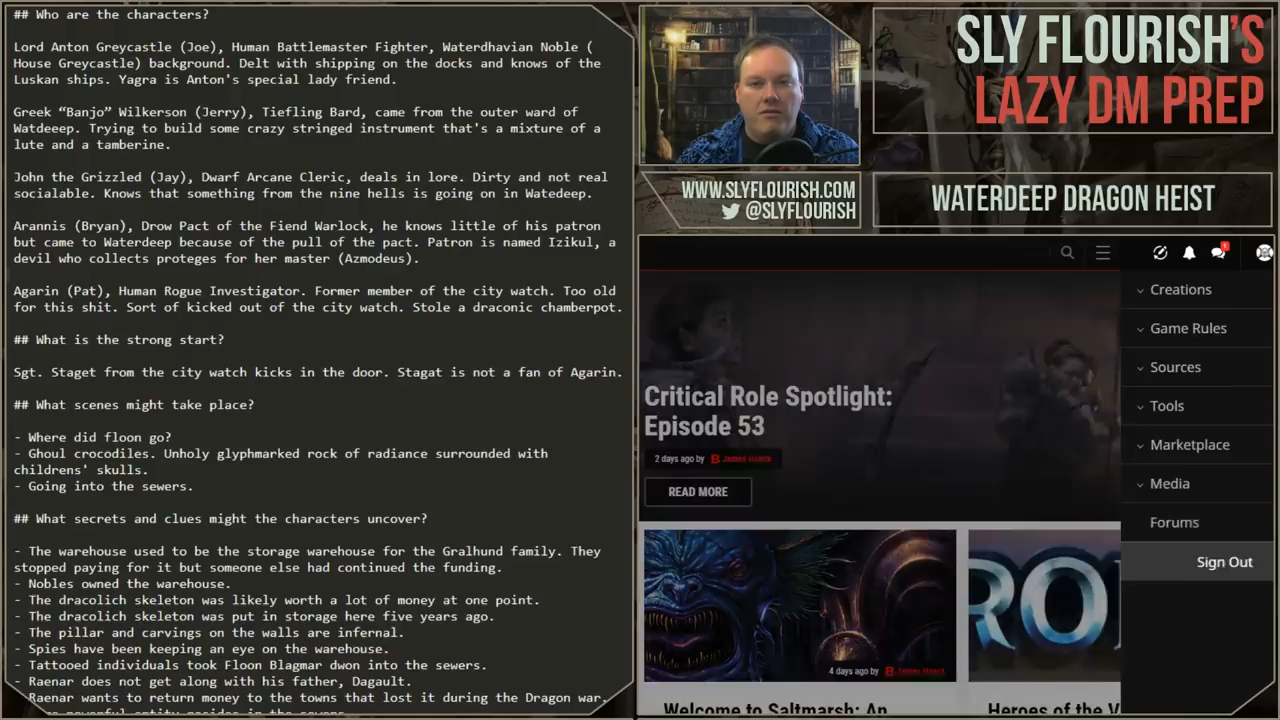 ## Who are the characters?
Lord Anton Greycastle (Joe), Human Battlemaster Fighter, Waterdhavian Noble (
House Greycastle) background. Delt with shipping on the docks and knows of the
Luskan ships. Yagra is Anton's special lady friend.
Greek “Banjo” Wilkerson (Jerry), Tiefling Bard, came from the outer ward of
Watdeeep. Trying to build some crazy stringed instrument that's a mixture of a
lute and a tamberine.
John the Grizzled (Jay), Dwarf Arcane Cleric, deals in lore. Dirty and not real
socialable. Knows that something from the nine hells is going on in Watedeep.
Arannis (Bryan), Drow Pact of the Fiend Warlock, he knows little of his patron
but came to Waterdeep because of the pull of the pact. Patron is named Izikul, a
devil who collects proteges for her master (Azmodeus).
Agarin (Pat), Human Rogue Investigator. Former member of the city watch. Too old
for this shit. Sort of kicked out of the city watch. Stole a draconic chamberpot.
## What is the strong start?
Sgt. Staget from the city watch kicks in the door. Stagat is not a fan of Agarin.
## What scenes might take place?
- Where did floon go?
- Ghoul crocodiles. Unholy glyphmarked rock of radiance surrounded with
childrens' skulls.
- Going into the sewers.
## What secrets and clues might the characters uncover?
- The warehouse used to be the storage warehouse for the Gralhund family. They
stopped paying for it but someone else had continued the funding.
- Nobles owned the warehouse.
- The dracolich skeleton was likely worth a lot of money at one point.
- The dracolich skeleton was put in storage here five years ago.
- The pillar and carvings on the walls are infernal.
- Spies have been keeping an eye on the warehouse.
- Tattooed individuals took Floon Blagmar dwon into the sewers.
- Raenar does not get along with his father, Dagault.
Raenar wants to return money to the towns that lost it during the Dragon war.
SLY FLOURISH'S
LAZY DM PREP
WWW.SLYFLOURISH.COM
@SLYFLOURISH
WATERDEEP DRAGON HEIST
1
Creations
Game Rules
Sources
Tools
Marketplace
Media
Forums
Sign Out
Critical Role Spotlight:
Episode 53
2 days ago by James Haeck
READ MORE
4 days ago by James Haeck
Welcome to Saltmarsh: An
Heroes of the V